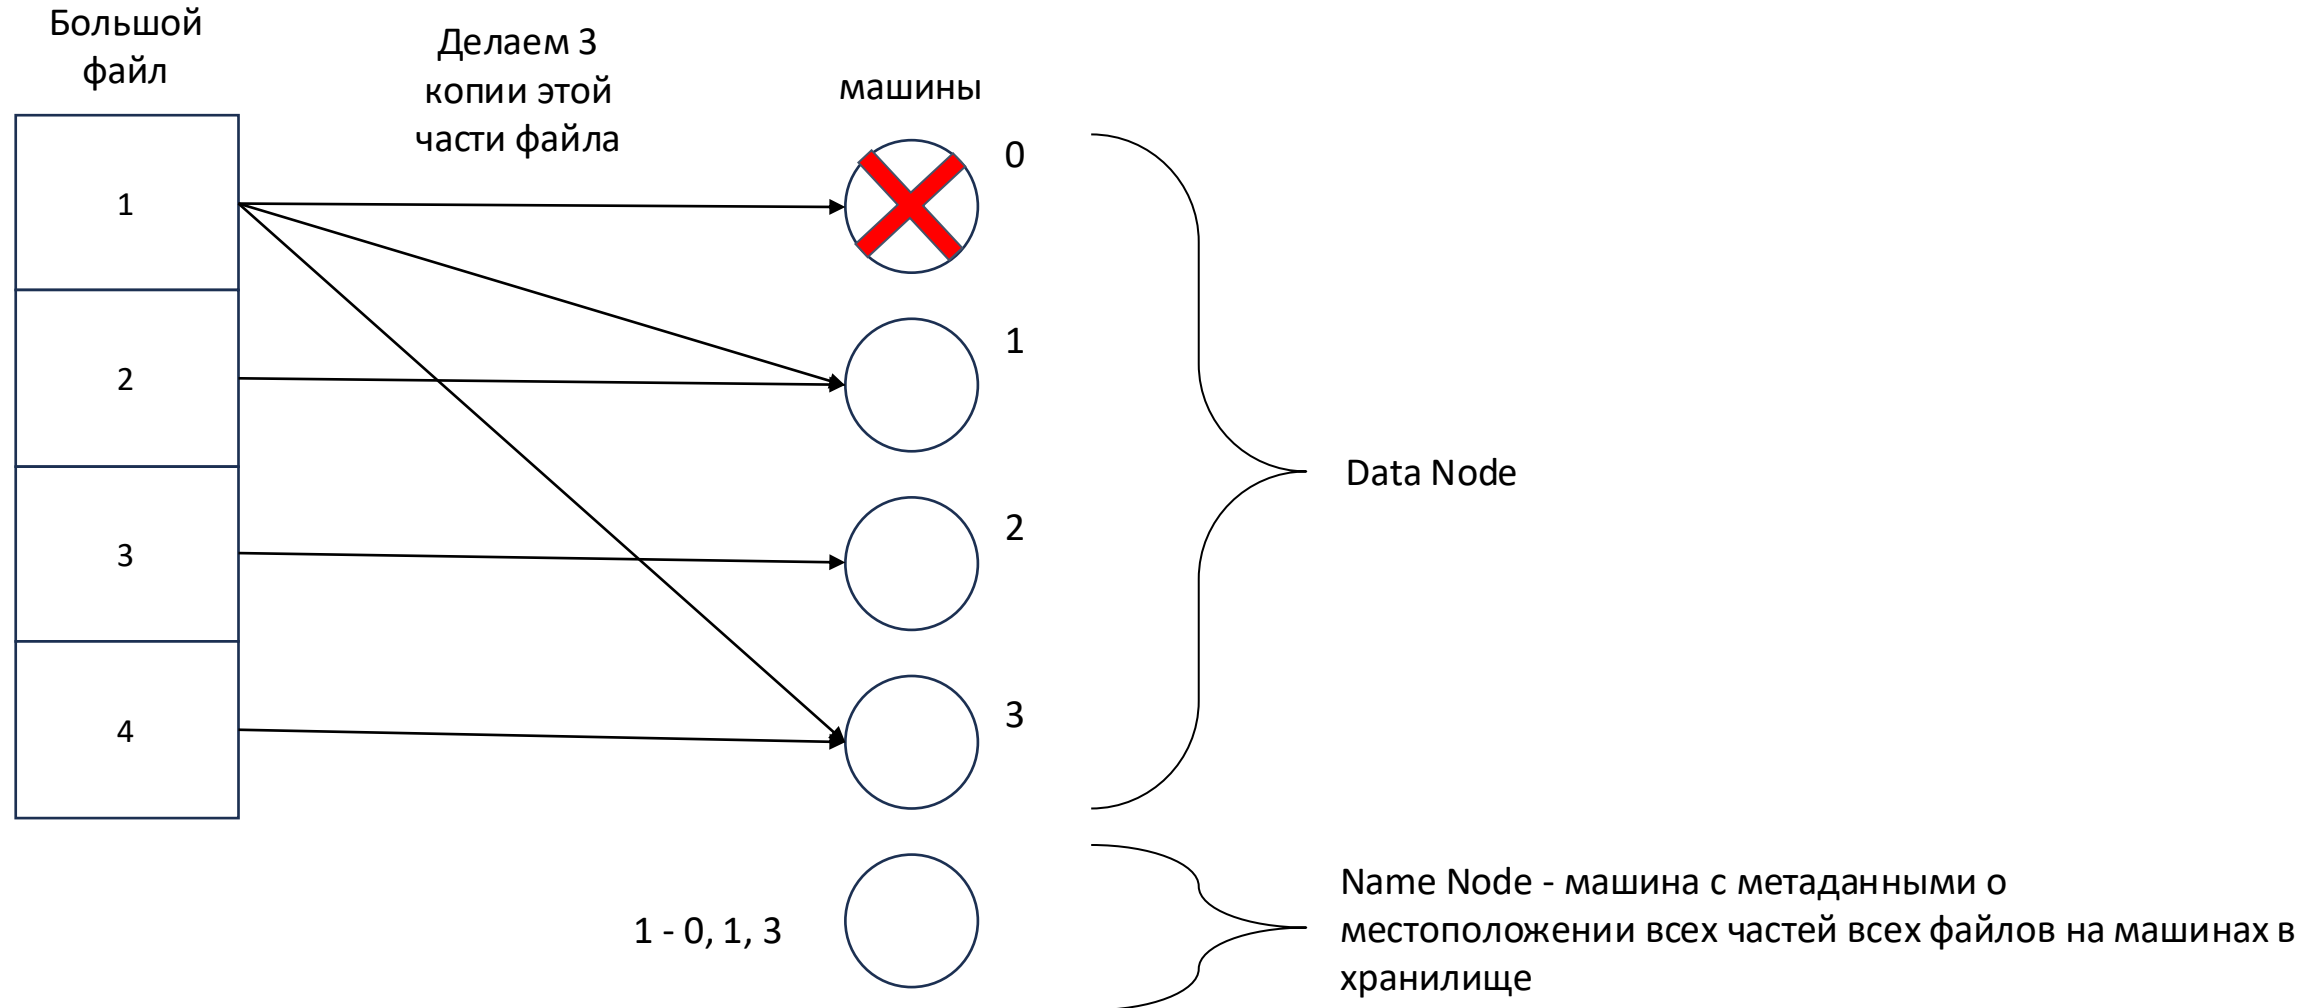 Большой
файл
Делаем 3
копии этой
части файла
машины
0
1
1
2
2
3
3
4
Data Node
1 - 0, 1, 3
Name Node - машина с метаданными о
местоположении всех частей всех файлов на машинах в
хранилище